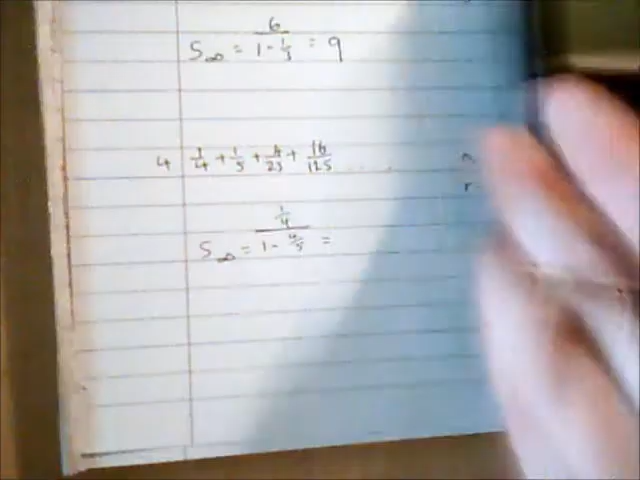 S∞ = 6/(1 - 1/3) = 9
4 1/4 + 1/5 + 4/25 + 16/125 .....
S∞ = (1/4)/(1 - 4/5) =
r